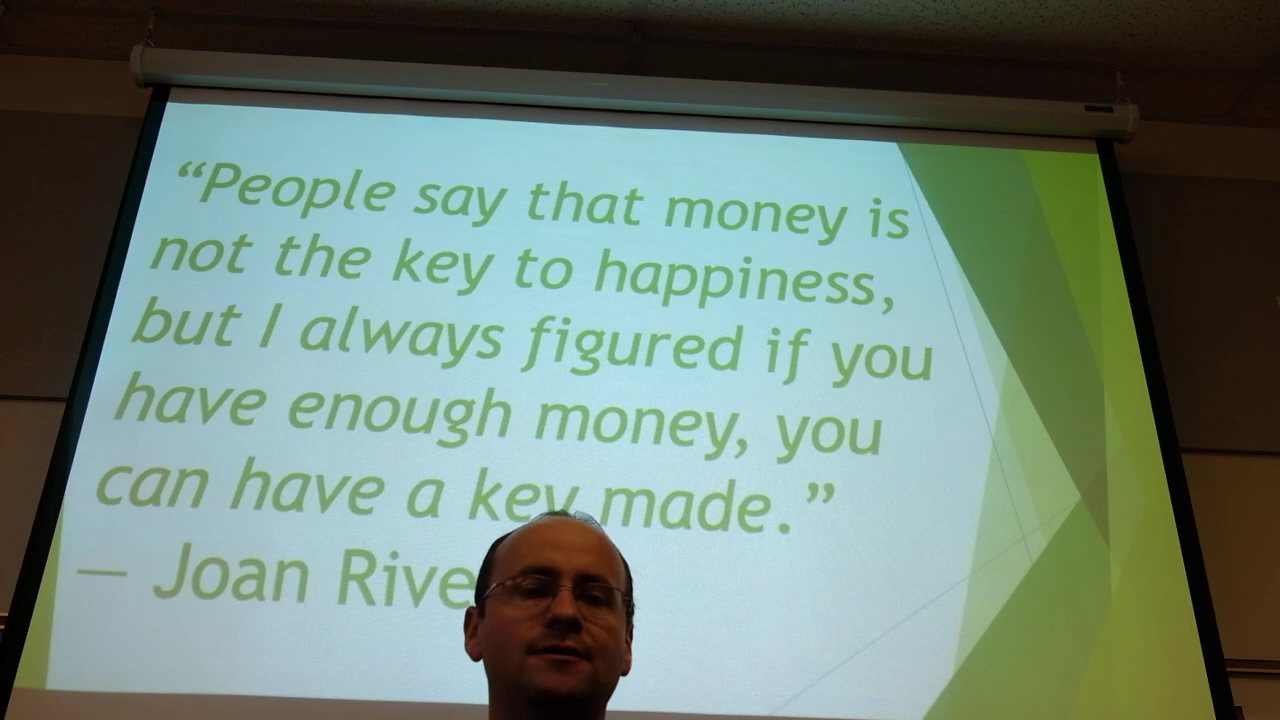 “People say that money is
not the key to happiness,
but I always figured if you
have enough money, you
can have a key made.”
— Joan Rive